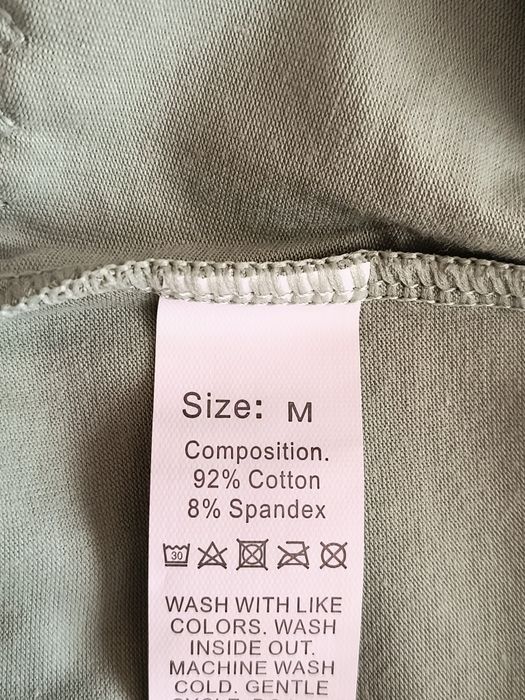 Size: M
Composition.
92% Cotton
8% Spandex
30
WASH WITH LIKE
COLORS. WASH
INSIDE OUT.
MACHINE WASH
COLD. GENTLE